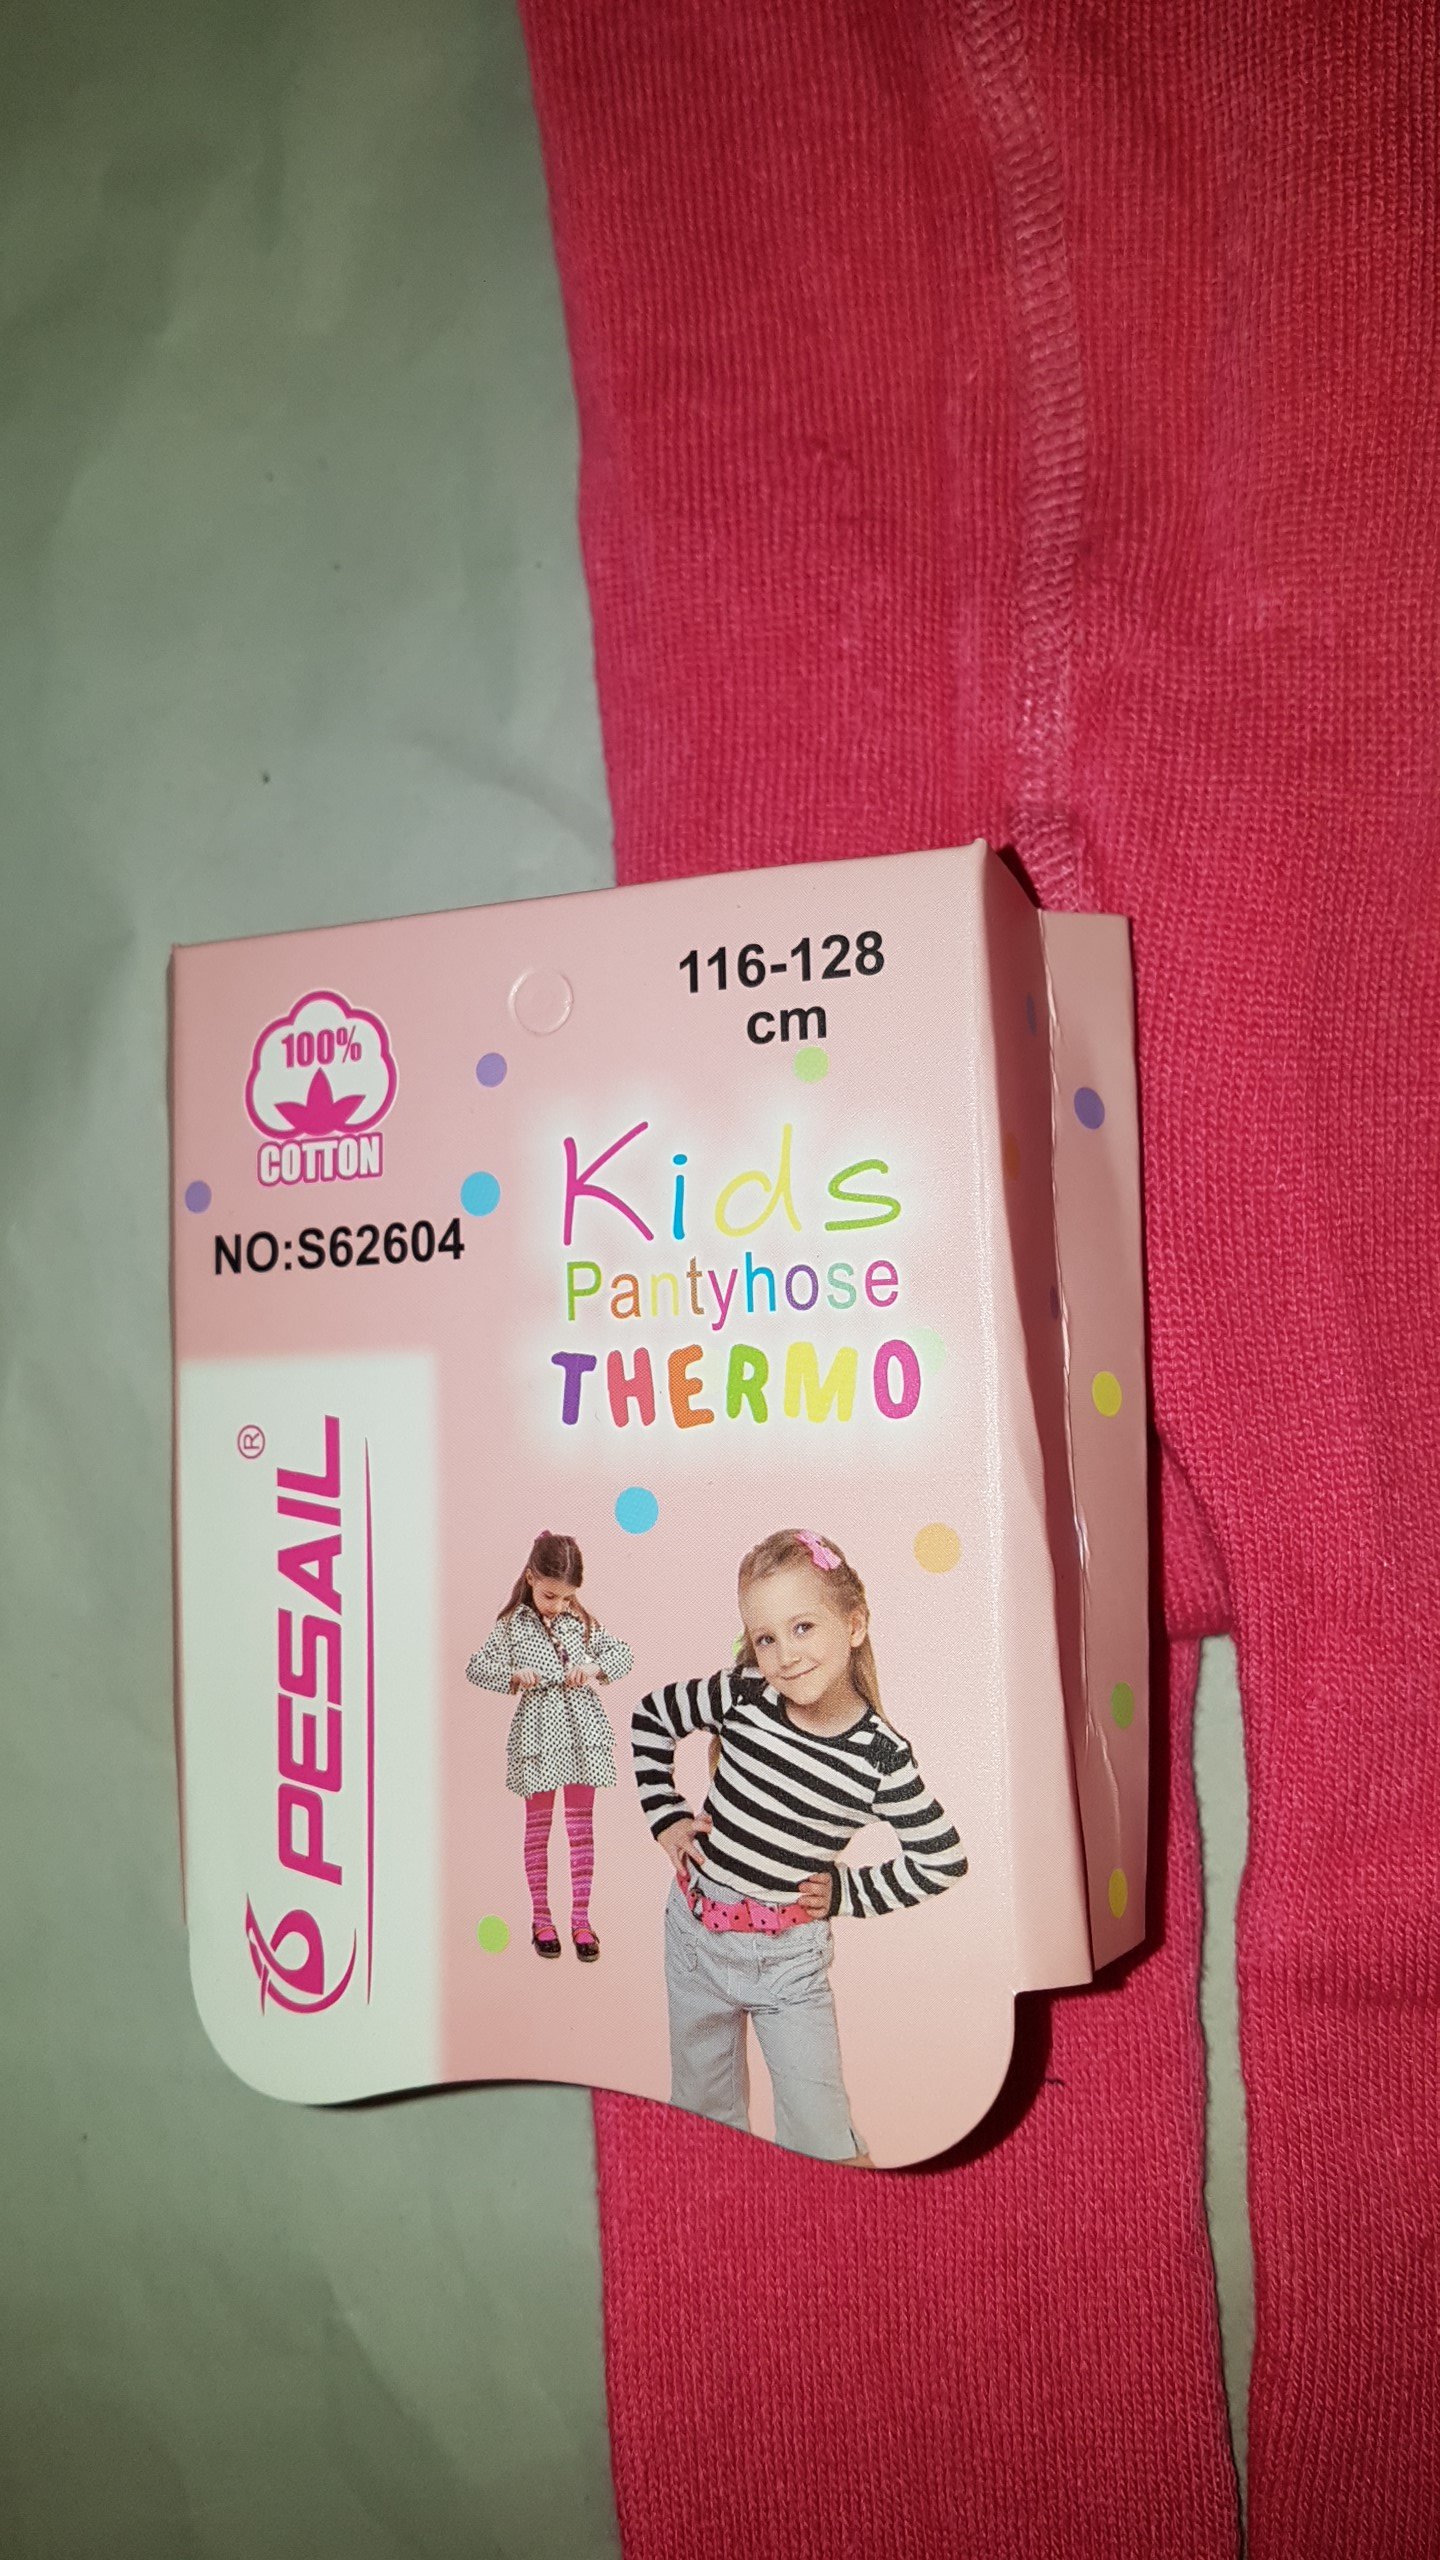 116-128
cm
100%
COTTON
NO:S62604
Kids
Pantyhose
THERMO
PESAIL®